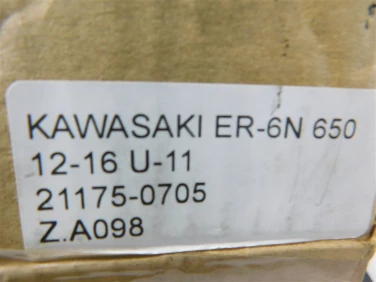 KAWASAKI ER-6N 650
12-16 U-11
21175-0705
Z.A098